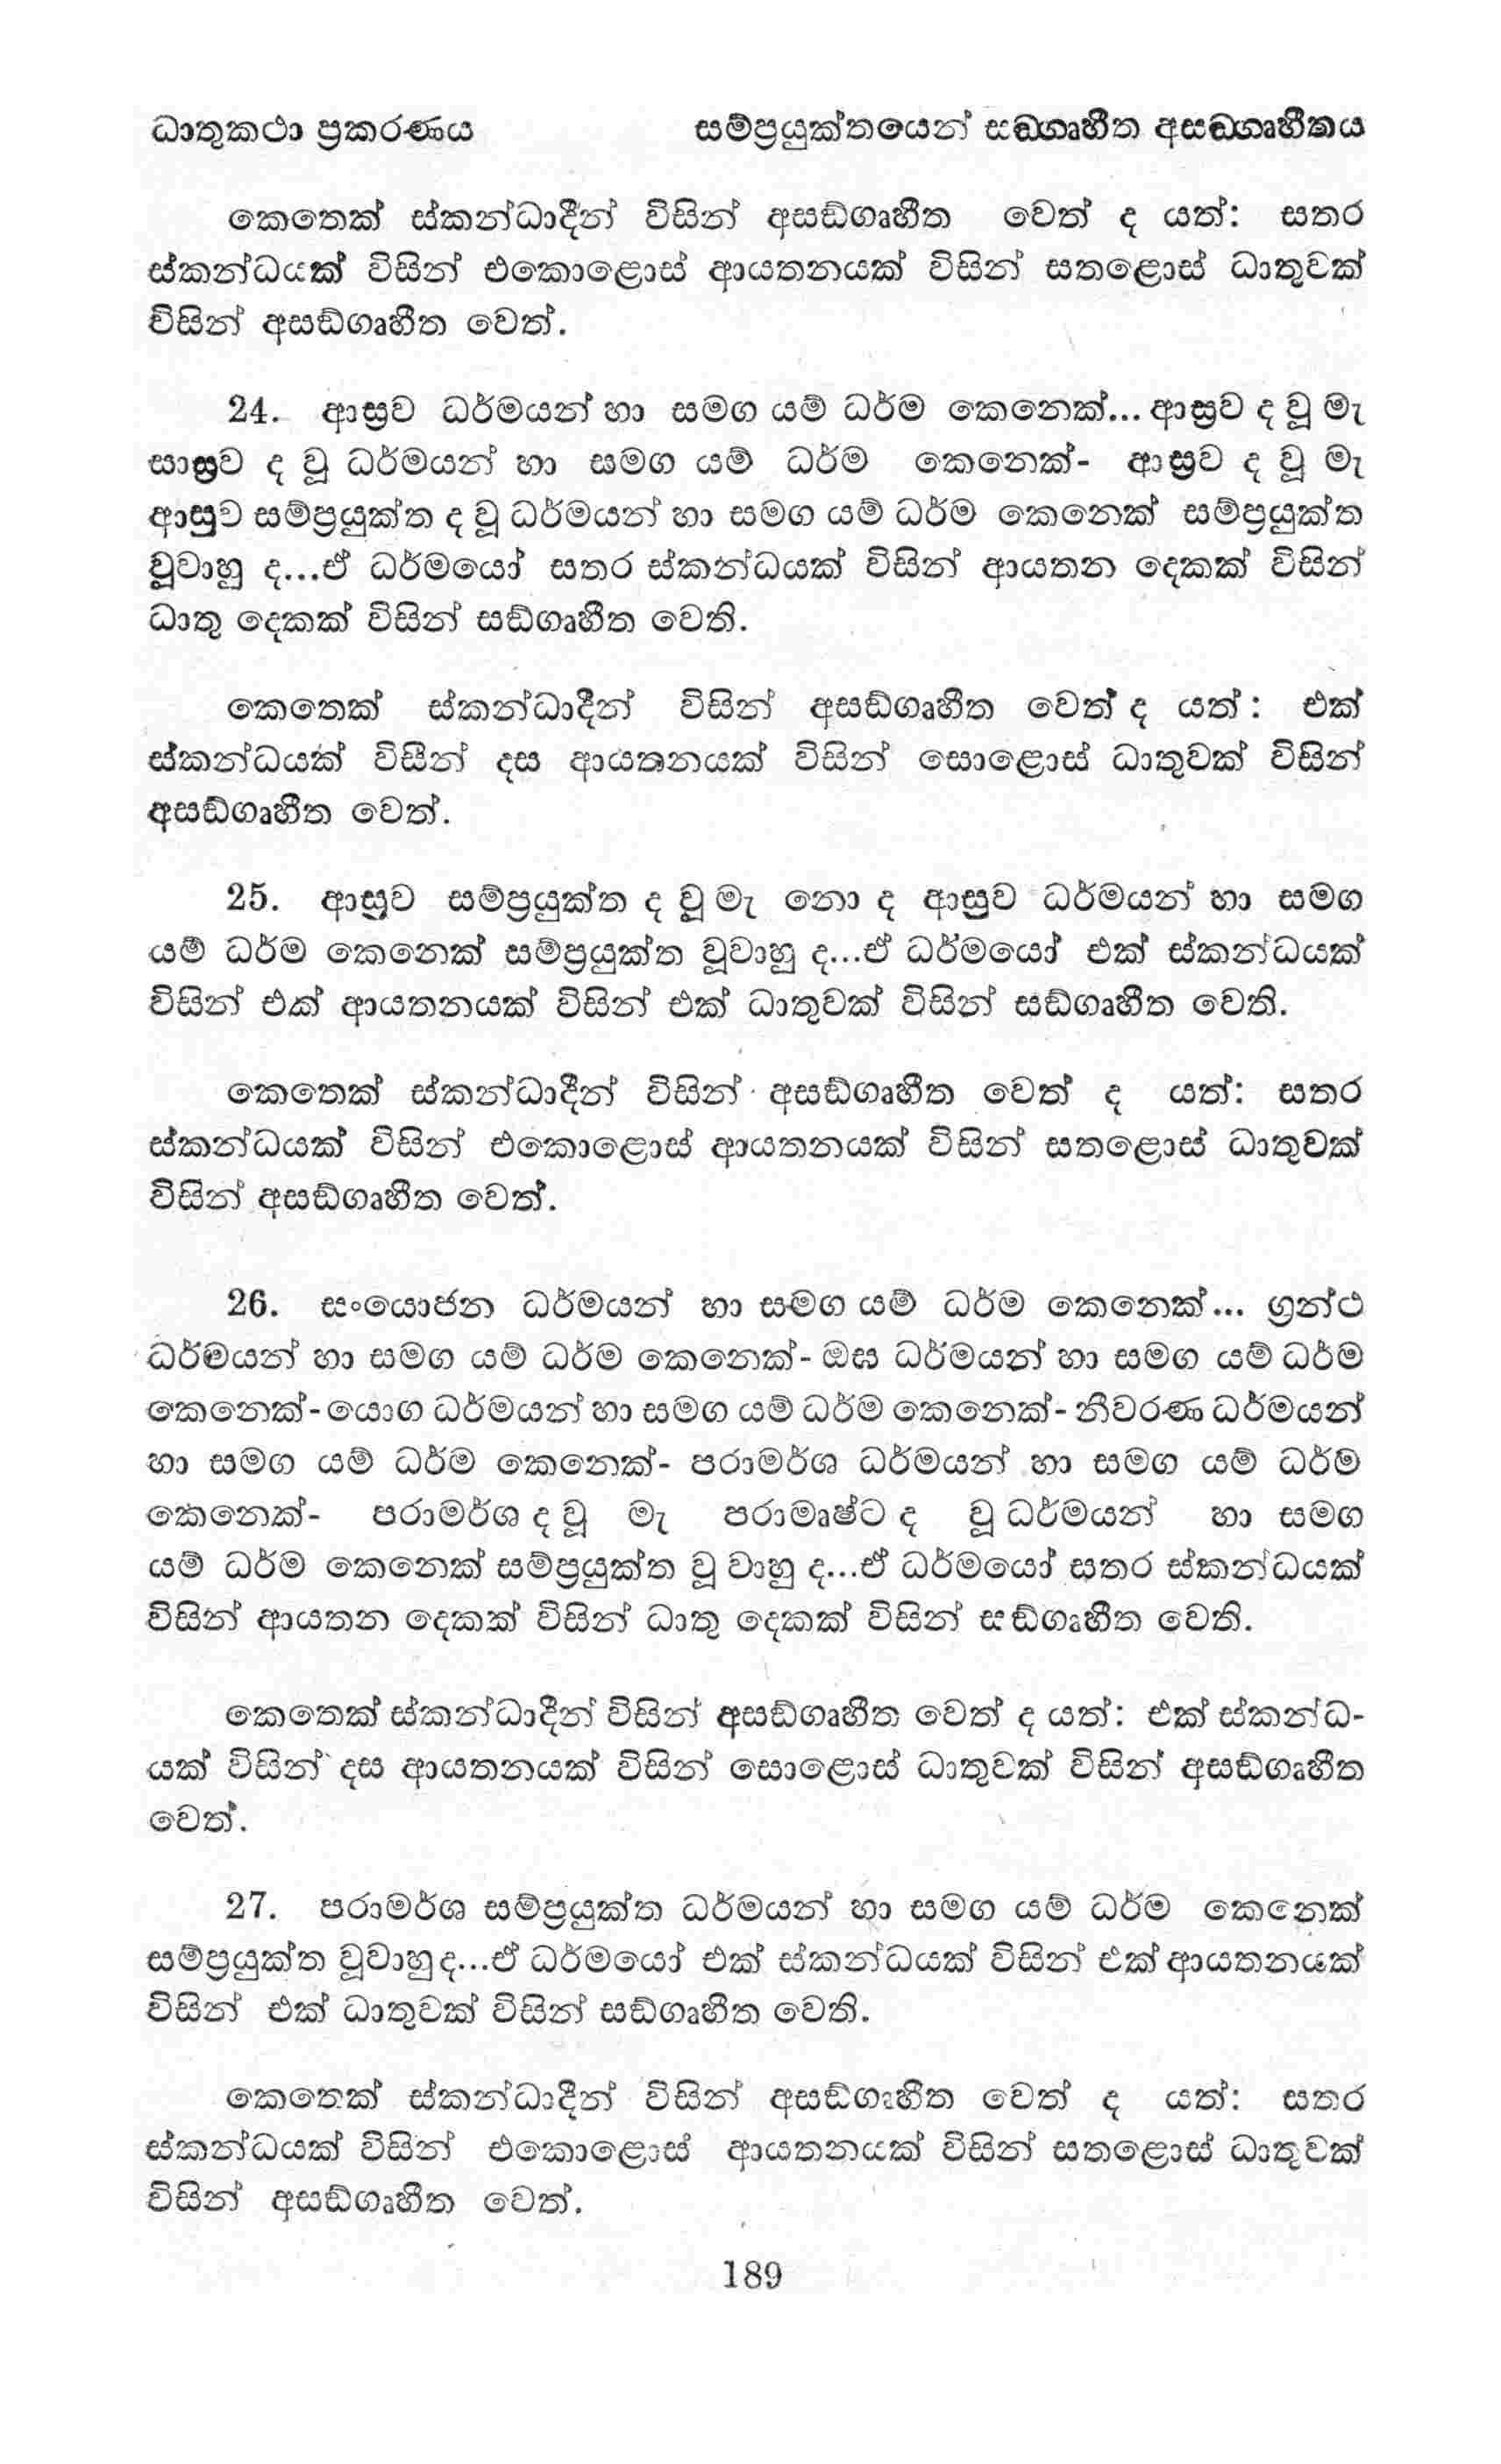 ධාතුකථා ප්‍රකරණය සම්ප්‍රයුක්තයෙන් සඞ්ගෘහීත අසඞ්ගෘහීතය
කෙතෙක් ස්කන්ධාදීන් විසින් අසඞ්ගෘහීත වෙත් ද යත්: සතර
ස්කන්ධයක් විසින් එකොළොස් ආයතනයක් විසින් සතළොස් ධාතුවක්
විසින් අසඞ්ගෘහීත වෙත්.
24. ආස්‍රව ධර්මයන් හා සමග යම් ධර්ම කෙනෙක්... ආස්‍රව ද වූ මැ
සාස්‍රව ද වූ ධර්මයන් හා සමග යම් ධර්ම කෙනෙක්- ආස්‍රව ද වූ මැ
ආස්‍රව සම්ප්‍රයුක්ත ද වූ ධර්මයන් හා සමග යම් ධර්ම කෙනෙක් සම්ප්‍රයුක්ත
වූවාහු ද...ඒ ධර්මයෝ සතර ස්කන්ධයක් විසින් ආයතන දෙකක් විසින්
ධාතු දෙකක් විසින් සඞ්ගෘහීත වෙති.
කෙතෙක් ස්කන්ධාදීන් විසින් අසඞ්ගෘහීත වෙත් ද යත්: එක්
ස්කන්ධයක් විසින් දස ආයතනයක් විසින් සොළොස් ධාතුවක් විසින්
අසඞ්ගෘහීත වෙත්.
25. ආස්‍රව සම්ප්‍රයුක්ත ද වූ මැ නො ද ආස්‍රව ධර්මයන් හා සමග
යම් ධර්ම කෙනෙක් සම්ප්‍රයුක්ත වූවාහු ද...ඒ ධර්මයෝ එක් ස්කන්ධයක්
විසින් එක් ආයතනයක් විසින් එක් ධාතුවක් විසින් සඞ්ගෘහීත වෙති.
කෙතෙක් ස්කන්ධාදීන් විසින් අසඞ්ගෘහීත වෙත් ද යත්: සතර
ස්කන්ධයක් විසින් එකොළොස් ආයතනයක් විසින් සතළොස් ධාතුවක්
විසින් අසඞ්ගෘහීත වෙත්.
26. සංයොජන ධර්මයන් හා සමග යම් ධර්ම කෙනෙක්... ග්‍රන්ථ
ධර්මයන් හා සමග යම් ධර්ම කෙනෙක්- ඔඝ ධර්මයන් හා සමග යම් ධර්ම
කෙනෙක්-යොග ධර්මයන් හා සමග යම් ධර්ම කෙනෙක්- නීවරණ ධර්මයන්
හා සමග යම් ධර්ම කෙනෙක්- පරාමර්ශ ධර්මයන් හා සමග යම් ධර්ම
කෙනෙක්- පරාමර්ශ ද වූ මැ පරාමෘෂ්ට ද වූ ධර්මයන් හා සමග
යම් ධර්ම කෙනෙක් සම්ප්‍රයුක්ත වූ වාහු ද...ඒ ධර්මයෝ සතර ස්කන්ධයක්
විසින් ආයතන දෙකක් විසින් ධාතු දෙකක් විසින් සඞ්ගෘහීත වෙති.
කෙතෙක් ස්කන්ධාදීන් විසින් අසඞ්ගෘහීත වෙත් ද යත්: එක් ස්කන්ධ-
යක් විසින් දස ආයතනයක් විසින් සොළොස් ධාතුවක් විසින් අසඞ්ගෘහීත
වෙත්.
27. පරාමර්ශ සම්ප්‍රයුක්ත ධර්මයන් හා සමග යම් ධර්ම කෙනෙක්
සම්ප්‍රයුක්ත වූවාහුද...ඒ ධර්මයෝ එක් ස්කන්ධයක් විසින් එක් ආයතනයක්
විසින් එක් ධාතුවක් විසින් සඞ්ගෘහීත වෙති.
කෙතෙක් ස්කන්ධාදීන් විසින් අසඞ්ගෘහීත වෙත් ද යත්: සතර
ස්කන්ධයක් විසින් එකොළොස් ආයතනයක් විසින් සතළොස් ධාතුවක්
විසින් අසඞ්ගෘහීත වෙත්.
189